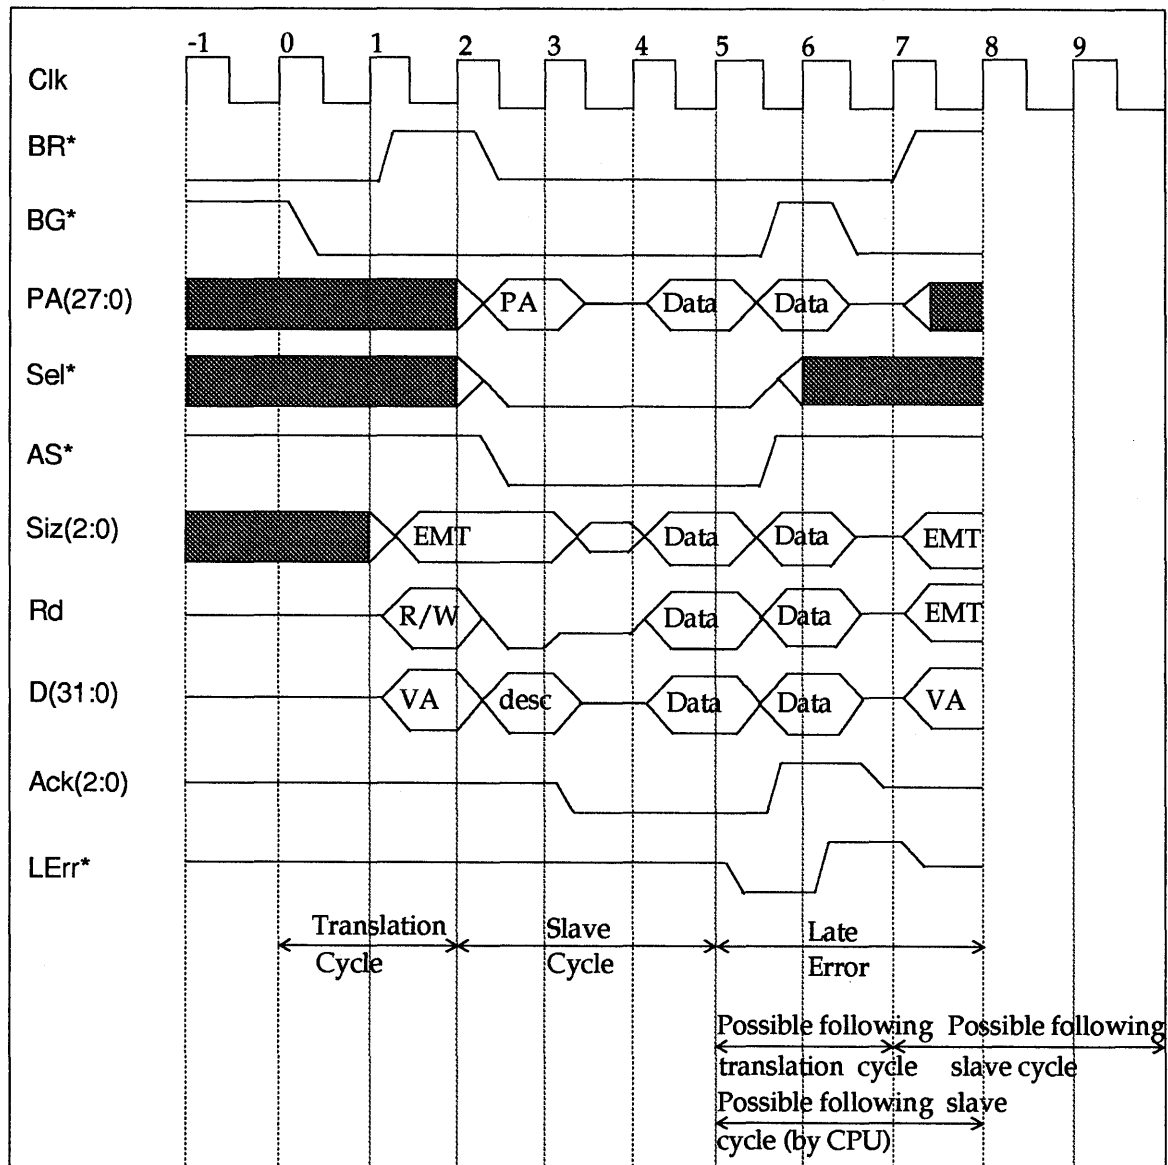 -1 0 1 2 3 4 5 6 7 8 9
Clk
BR*
BG*
PA(27:0) PA Data Data
Sel*
AS*
Siz(2:0) EMT Data Data EMT
Rd R/W Data Data EMT
D(31:0) VA desc Data Data VA
Ack(2:0)
LErr*
Translation Slave Late
Cycle Cycle Error
Possible following Possible following
translation cycle slave cycle
Possible following slave
cycle (by CPU)